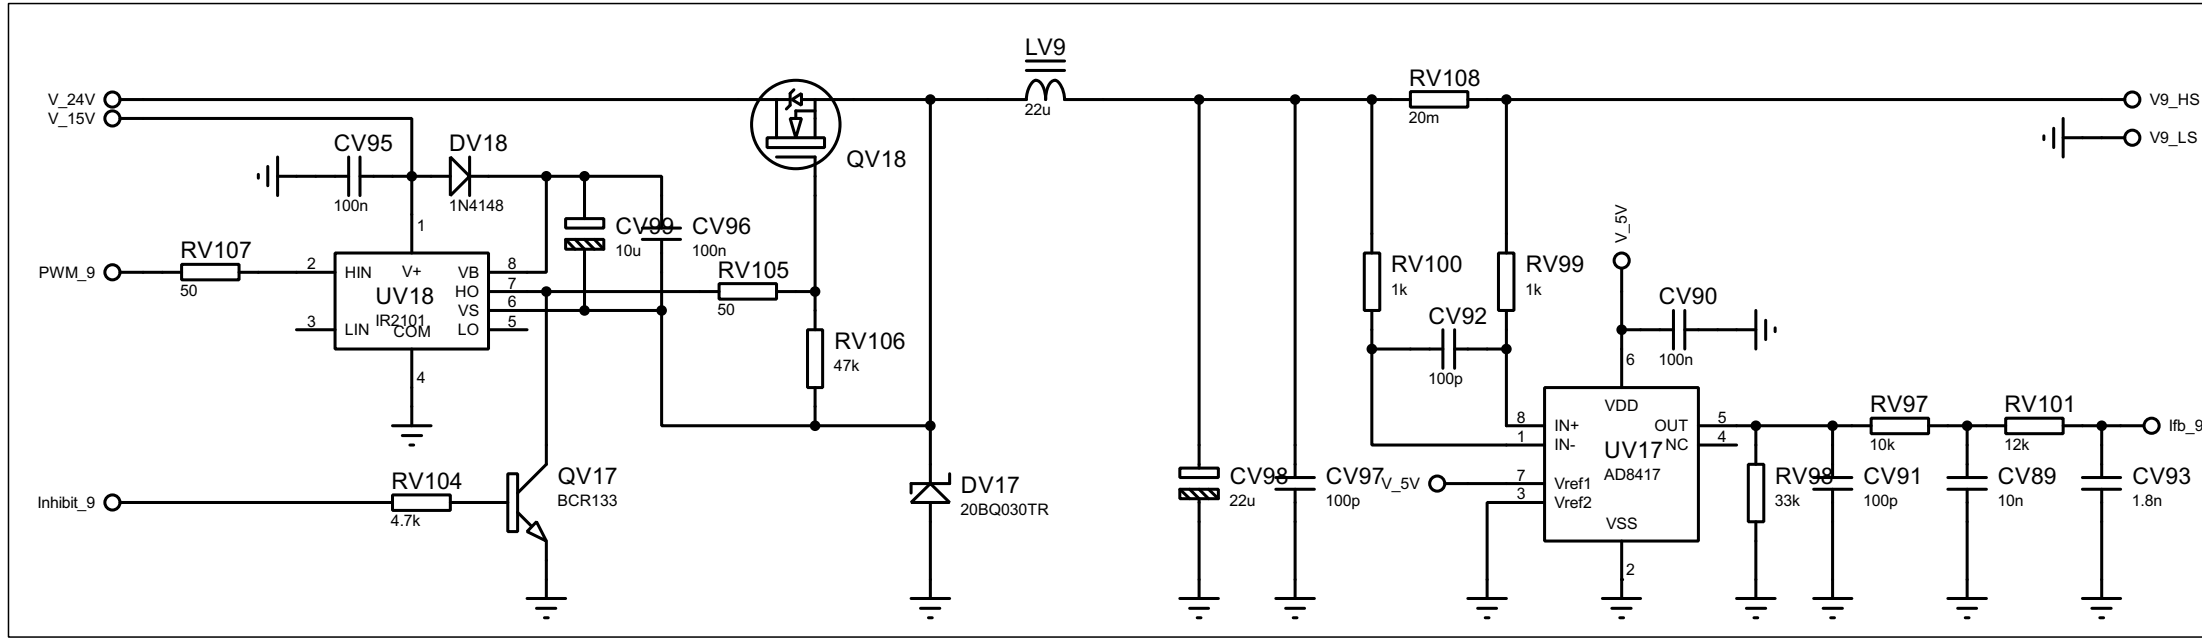 LV9
22u
RV108
20m
V_24V
V_15V
V9_HS
V9_LS
CV95
100n
DV18
1N4148
QV18
1
CV99
10u
CV96
100n
V_5V
PWM_9
RV107
50
2
HIN
V+
VB
8
HO
7
VS
6
LO
5
UV18
IR2101
COM
3
LIN
4
RV105
50
RV106
47k
RV100
1k
RV99
1k
CV92
100p
CV90
100n
6
VDD
8
IN+
1
IN-
OUT
5
NC
4
UV17
AD8417
V_5V
7
Vref1
3
Vref2
VSS
2
RV97
10k
RV101
12k
Ifb_9
RV98
33k
CV91
100p
CV89
10n
CV93
1.8n
Inhibit_9
RV104
4.7k
QV17
BCR133
DV17
20BQ030TR
CV98
22u
CV97
100p